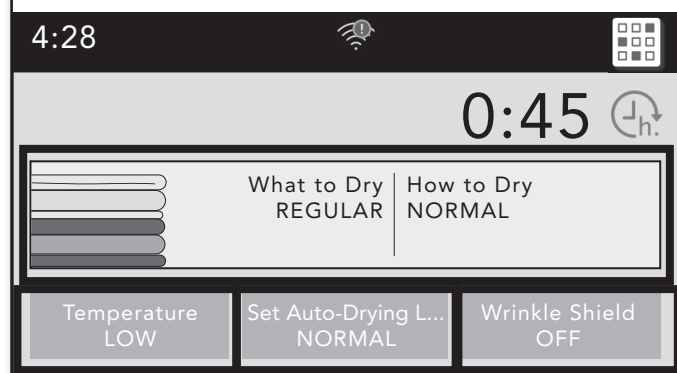 4:28
0:45 h.
What to Dry
REGULAR
How to Dry
NORMAL
Temperature
LOW
Set Auto-Drying L...
NORMAL
Wrinkle Shield
OFF